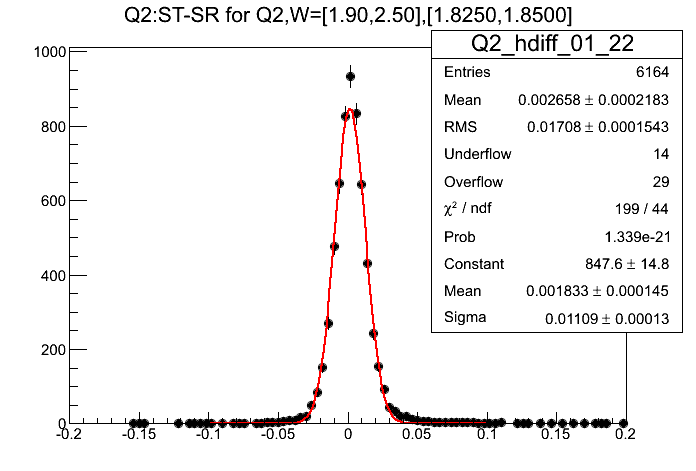 Q2:ST-SR for Q2,W=[1.90,2.50],[1.8250,1.8500]
Q2_hdiff_01_22
Entries 6164
Mean 0.002658 ± 0.0002183
RMS 0.01708 ± 0.0001543
Underflow 14
Overflow 29
χ² / ndf 199 / 44
Prob 1.339e-21
Constant 847.6 ± 14.8
Mean 0.001833 ± 0.000145
Sigma 0.01109 ± 0.00013
1000
800
600
400
200
0
-0.2 -0.15 -0.1 -0.05 0 0.05 0.1 0.15 0.2